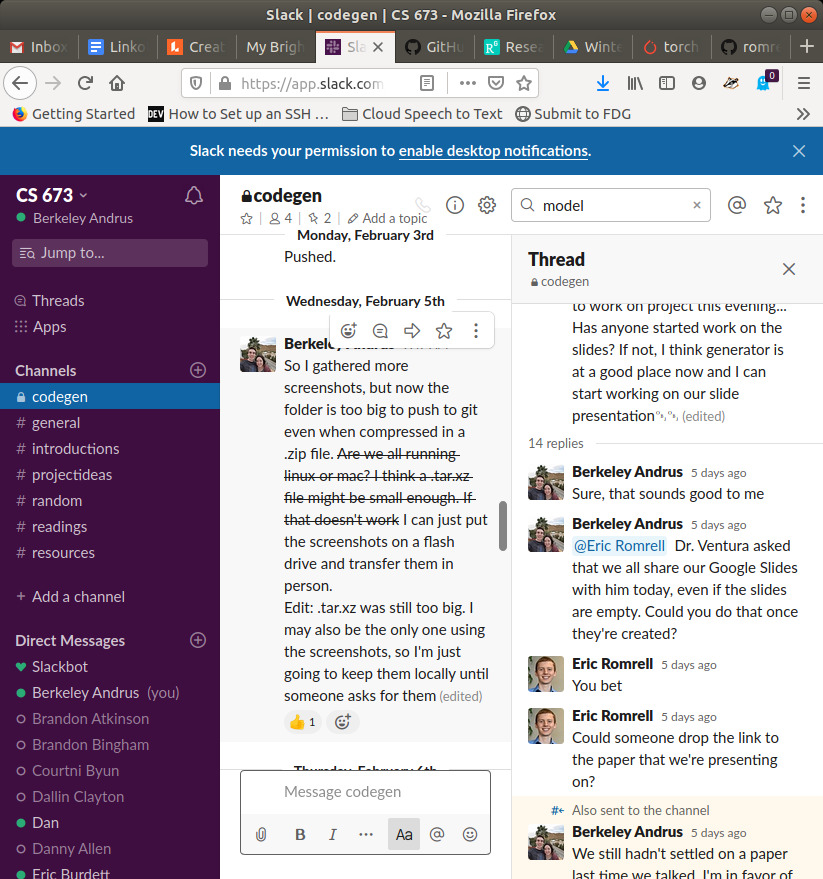 Slack | codegen | CS 673 - Mozilla Firefox
Inbo
Linko
Creat
My Brigh
Sla
GitHu
Resea
Winte
torch
romre
https://app.slack.com
0
Getting Started
DEV How to Set up an SSH ...
Cloud Speech to Text
Submit to FDG
Slack needs your permission to enable desktop notifications.
CS 673
Berkeley Andrus
Jump to...
Threads
Apps
Channels
codegen
# general
# introductions
# projectideas
# random
# readings
# resources
+ Add a channel
Direct Messages
Slackbot
Berkeley Andrus (you)
Brandon Atkinson
Brandon Bingham
Courtni Byun
Dallin Clayton
Dan
Danny Allen
Eric Burdett
codegen
4 | 2 | Add a topic
model
Monday, February 3rd
Pushed.
Wednesday, February 5th
Berkeley Andrus
So I gathered more
screenshots, but now the
folder is too big to push to git
even when compressed in a
.zip file. Are we all running
linux or mac? I think a .tar.xz
file might be small enough. If
that doesn't work I can just put
the screenshots on a flash
drive and transfer them in
person.
Edit: .tar.xz was still too big. I
may also be the only one using
the screenshots, so I'm just
going to keep them locally until
someone asks for them (edited)
1
Thursday, February 6th
Message codegen
B I ... Aa @
Thread
codegen
to work on project this evening...
Has anyone started work on the
slides? If not, I think generator is
at a good place now and I can
start working on our slide
presentation (edited)
14 replies
Berkeley Andrus 5 days ago
Sure, that sounds good to me
Berkeley Andrus 5 days ago
@Eric Romrell Dr. Ventura asked
that we all share our Google Slides
with him today, even if the slides
are empty. Could you do that once
they're created?
Eric Romrell 5 days ago
You bet
Eric Romrell 5 days ago
Could someone drop the link to
the paper that we're presenting
on?
Also sent to the channel
Berkeley Andrus 5 days ago
We still hadn't settled on a paper
last time we talked. I'm in favor of